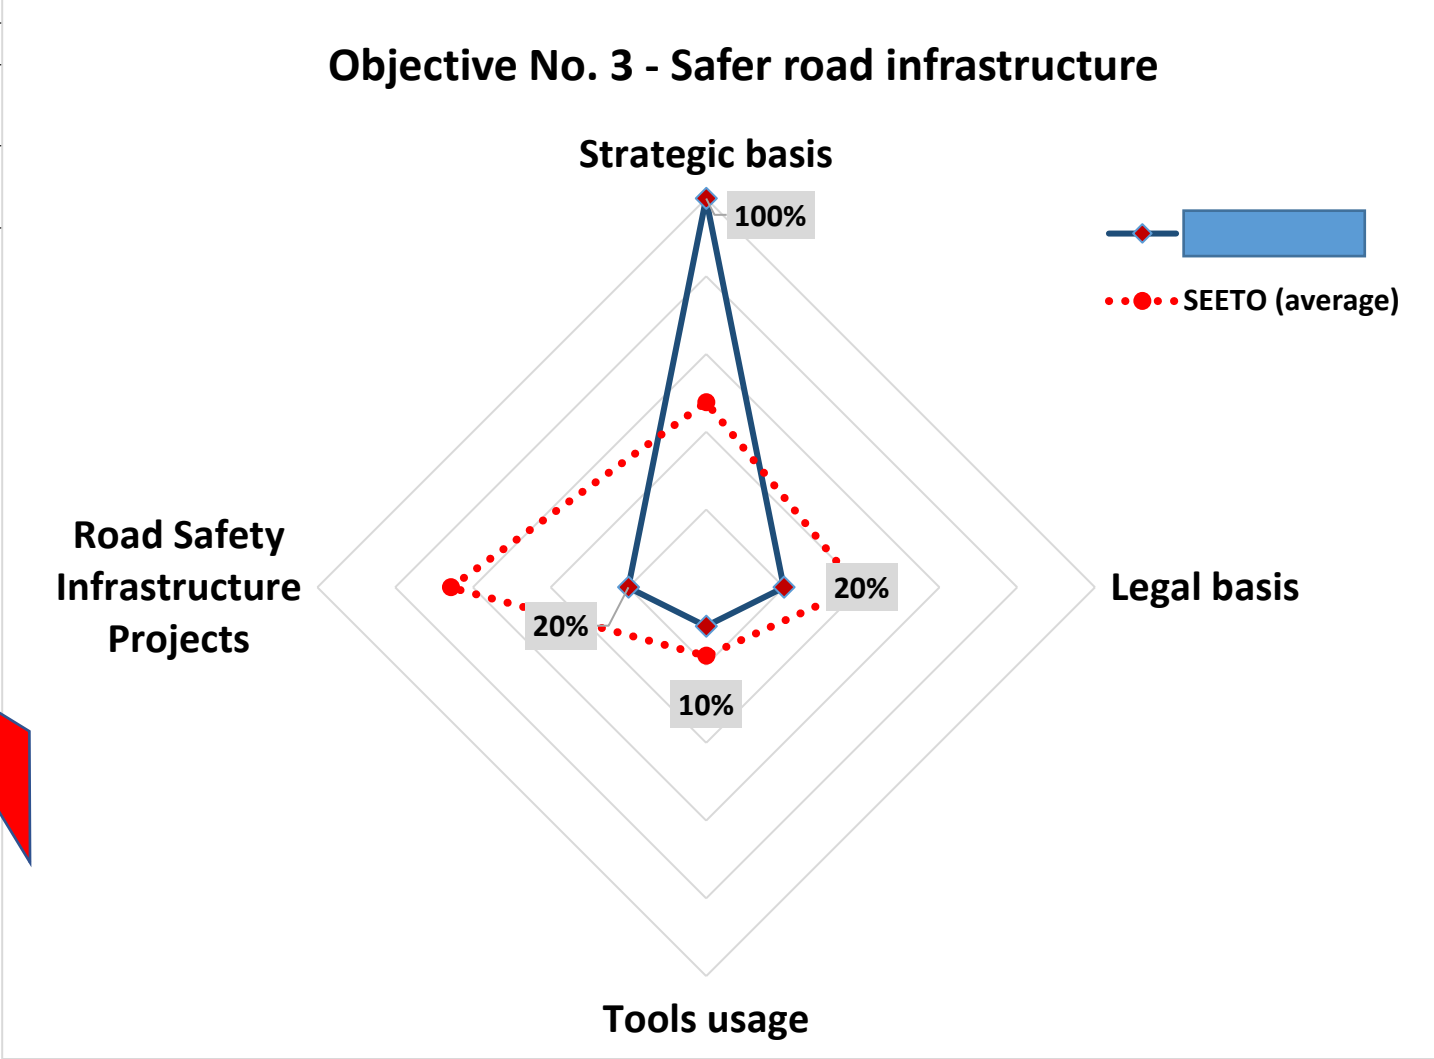 Objective No. 3 - Safer road infrastructure
Strategic basis
100%
SEETO (average)
Road Safety
Infrastructure
Projects
20%
Legal basis
20%
10%
Tools usage